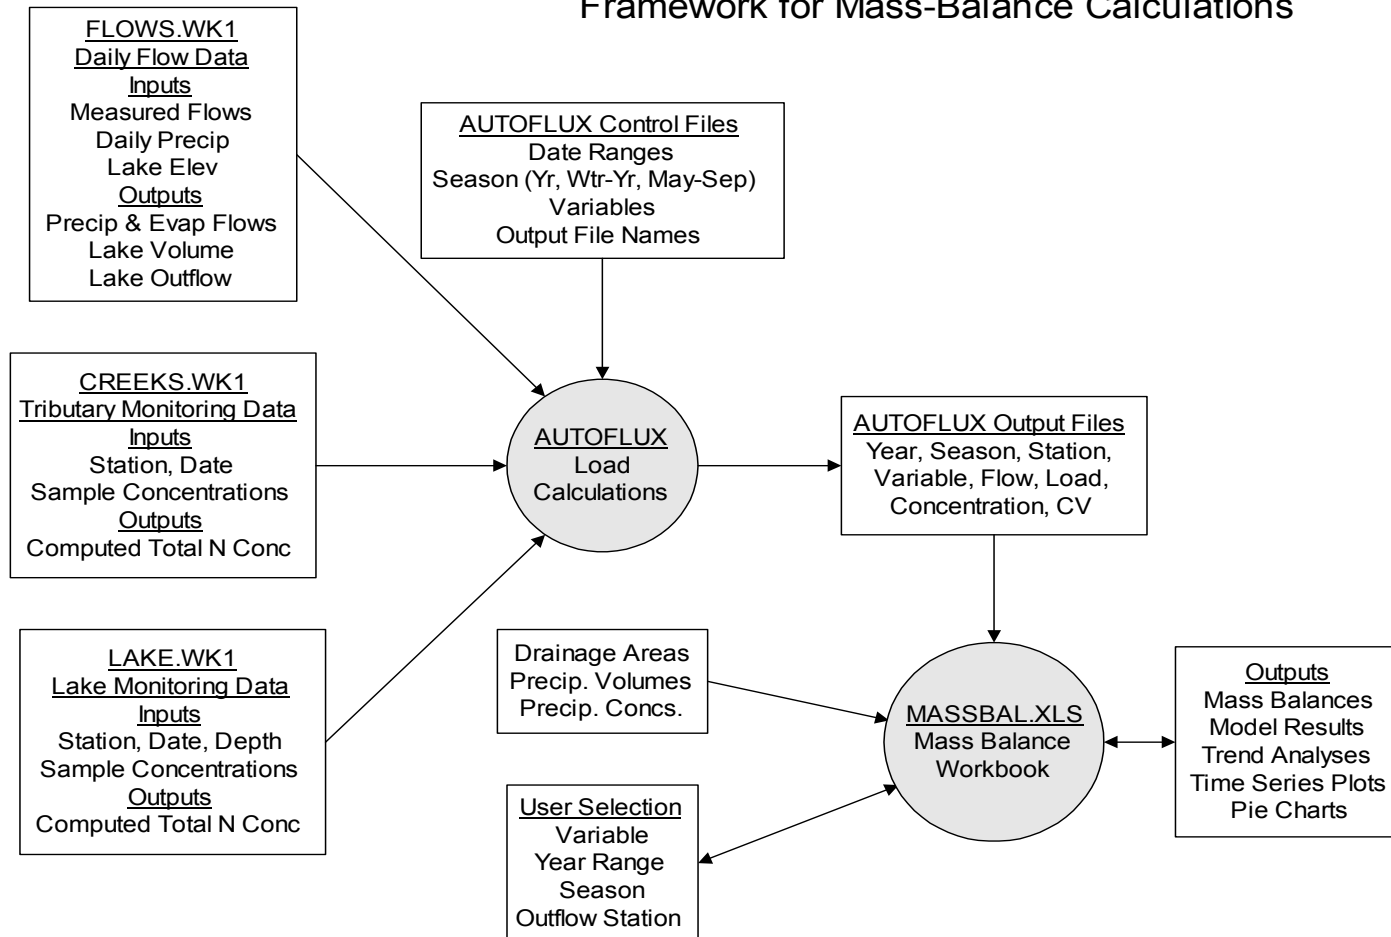 Framework for Mass-Balance Calculations
FLOWS.WK1
Daily Flow Data
Inputs
Measured Flows
Daily Precip
Lake Elev
Outputs
Precip & Evap Flows
Lake Volume
Lake Outflow
AUTOFLUX Control Files
Date Ranges
Season (Yr, Wtr-Yr, May-Sep)
Variables
Output File Names
CREEKS.WK1
Tributary Monitoring Data
Inputs
Station, Date
Sample Concentrations
Outputs
Computed Total N Conc
AUTOFLUX
Load
Calculations
AUTOFLUX Output Files
Year, Season, Station,
Variable, Flow, Load,
Concentration, CV
LAKE.WK1
Lake Monitoring Data
Inputs
Station, Date, Depth
Sample Concentrations
Outputs
Computed Total N Conc
Drainage Areas
Precip. Volumes
Precip. Concs.
MASSBAL.XLS
Mass Balance
Workbook
Outputs
Mass Balances
Model Results
Trend Analyses
Time Series Plots
Pie Charts
User Selection
Variable
Year Range
Season
Outflow Station